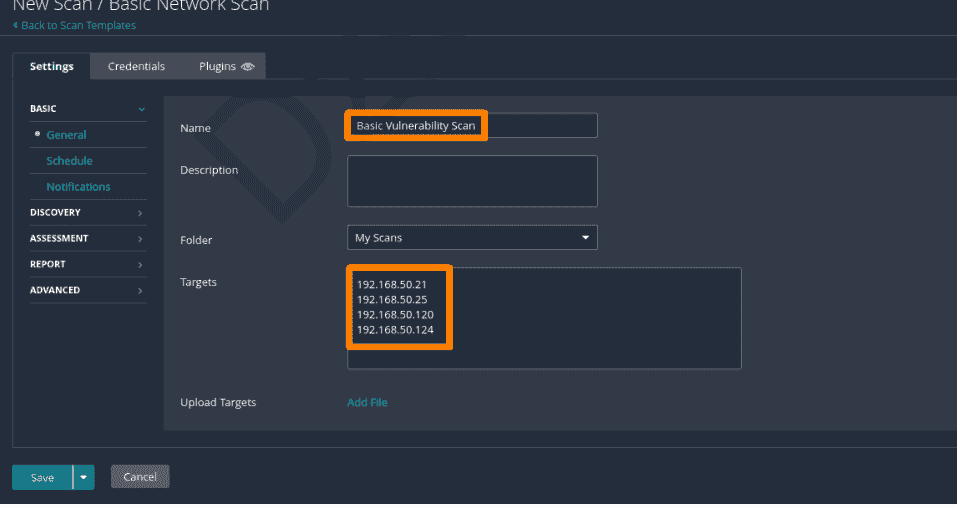 New Scan / Basic Network Scan
Back to Scan Templates
Settings
Credentials
Plugins
BASIC
General
Schedule
Notifications
DISCOVERY
ASSESSMENT
REPORT
ADVANCED
Name
Basic Vulnerability Scan
Description
Folder
My Scans
Targets
192.168.50.21
192.168.50.25
192.168.50.120
192.168.50.124
Upload Targets
Add File
Save
Cancel